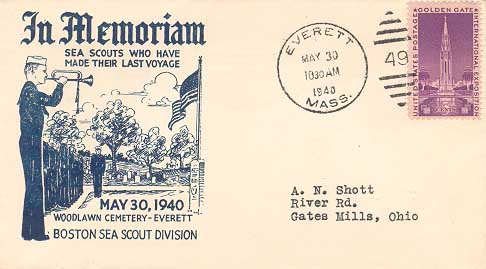 In Memoriam
SEA SCOUTS WHO HAVE
MADE THEIR LAST VOYAGE
MAY 30, 1940
WOODLAWN CEMETERY-EVERETT
BOSTON SEA SCOUT DIVISION
EVERETT
MAY 30
1030AM
1940
MASS.
49
GOLDEN GATE
INTERNATIONAL EXPOSITION
UNITED STATES POSTAGE
A. N. Shott
River Rd.
Gates Mills, Ohio